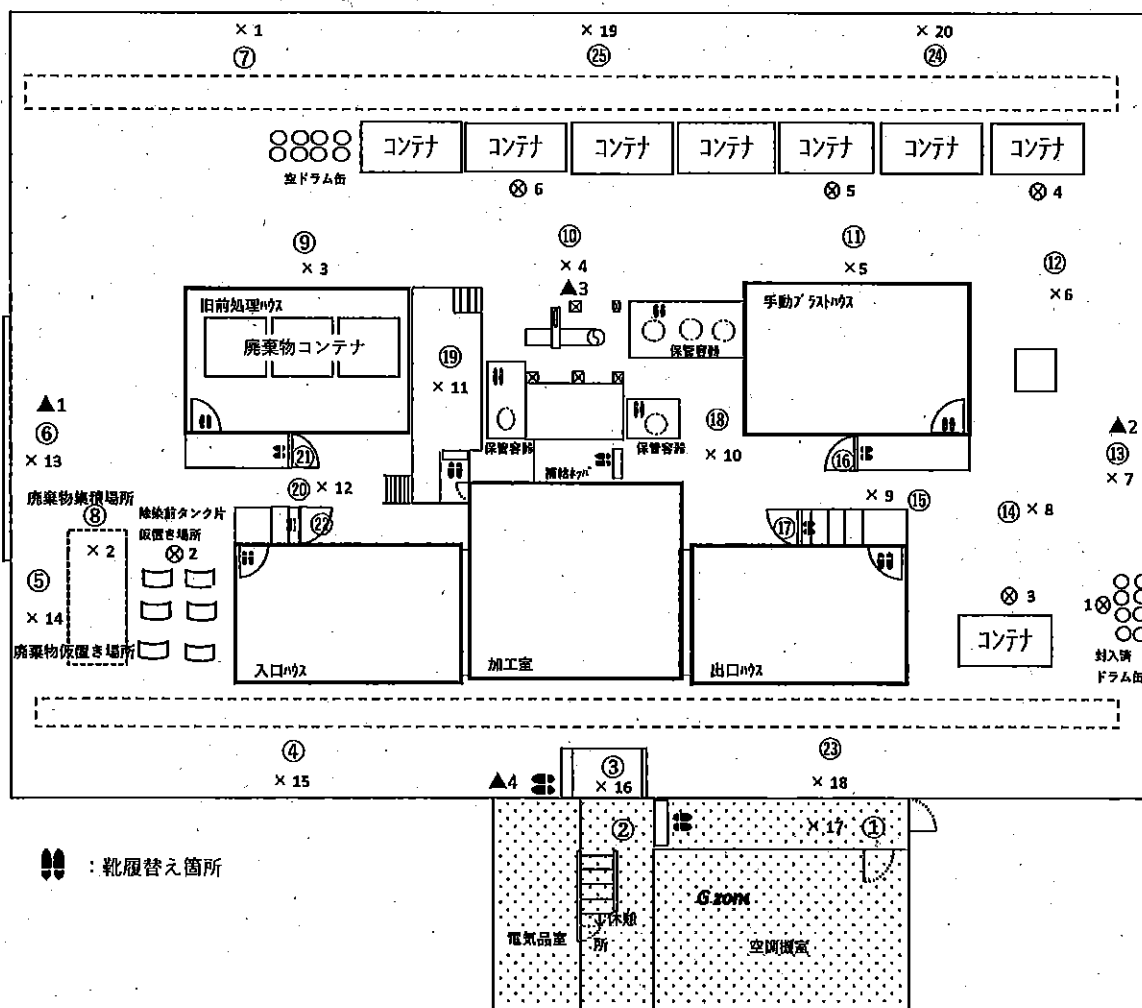 × 1
× 19
× 20
⑦
㉕
㉔
コンテナ
コンテナ
コンテナ
コンテナ
コンテナ
コンテナ
コンテナ
空ドラム缶
⊗ 6
⊗ 5
⊗ 4
⑨
⑩
⑪
⑫
× 3
× 4
× 5
× 6
▲3
旧前処理ハウス
手動ブラストハウス
廃棄物コンテナ
保管容器
⑲
× 11
▲1
⑥
× 13
⑱
× 10
▲2
⑬
× 7
保管容器
保管容器
補給ホッパ
㉑
⑯
⑳
× 12
× 9
⑮
⑭
× 8
廃棄物集積場所
⑧
除染前タンク片
仮置き場所
× 2
⊗ 2
㉒
⑰
⑤
× 14
⊗ 3
1⊗
コンテナ
廃棄物仮置き場所
封入済
ドラム缶
入口ハウス
加工室
出口ハウス
④
㉓
× 15
▲4
③
× 16
× 18
②
× 17
①
:靴履替え箇所
G zone
電気品室
休憩
所
空調機室